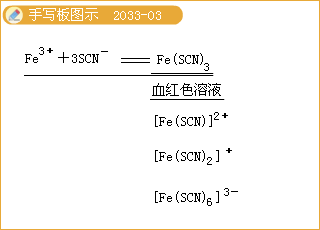 手写板图示 2033-03
Fe³⁺+3SCN⁻ ══ Fe(SCN)₃
血红色溶液
[Fe(SCN)]²⁺
[Fe(SCN)₂]⁺
[Fe(SCN)₆]³⁻